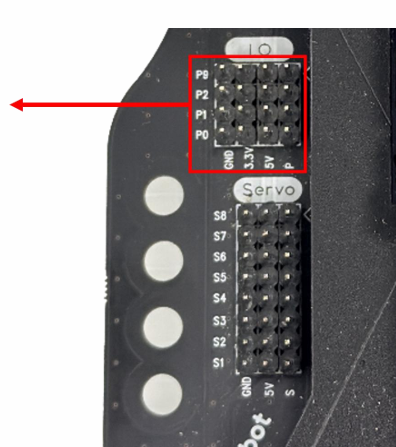 IO
P9
P2
P1
P0
GND 3.3V 5V P
Servo
S8
S7
S6
S5
S4
S3
S2
S1
GND 5V S
bot